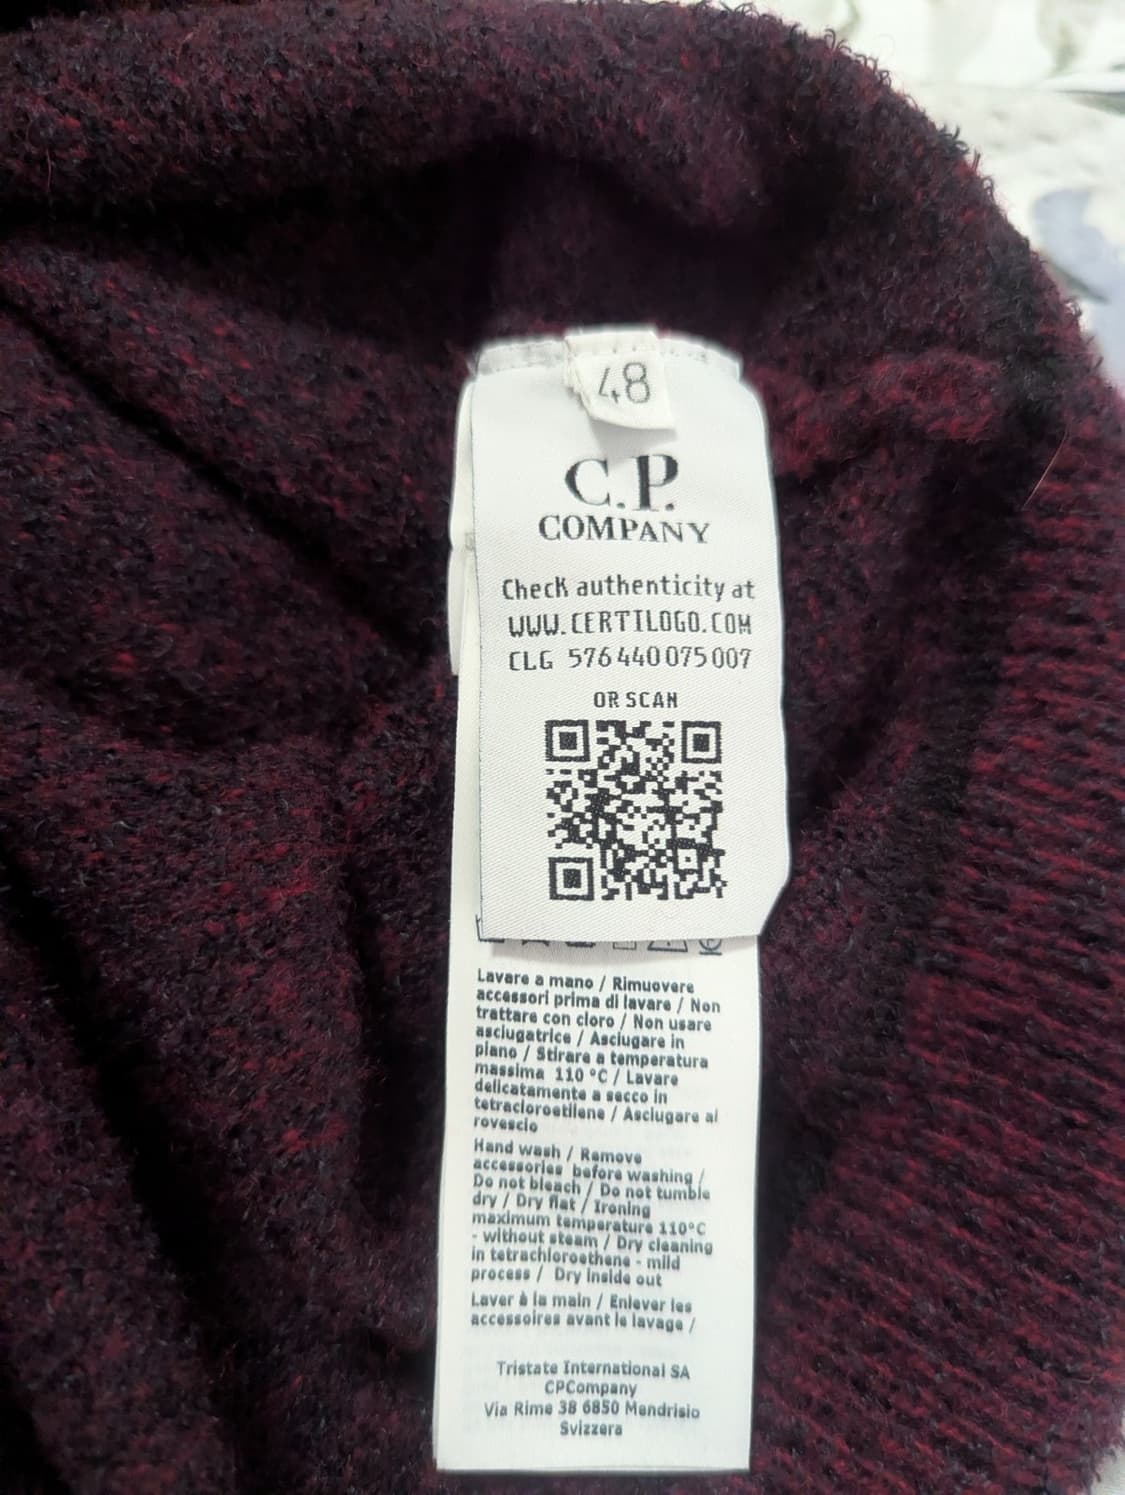 48
C.P.
COMPANY
Check authenticity at
WWW.CERTILOGO.COM
CLG 576440075007
OR SCAN
Lavare a mano / Rimuovere
accessori prima di lavare / Non
trattare con cloro / Non usare
asciugatrice / Asciugare in
piano / Stirare a temperatura
massima 110 °C / Lavare
delicatamente a secco in
tetracloroetilene / Asciugare al
rovescio
Hand wash / Remove
accessories before washing /
Do not bleach / Do not tumble
dry / Dry flat / Ironing
maximum temperature 110°C
- without steam / Dry cleaning
in tetrachloroethene - mild
process / Dry inside out
Laver à la main / Enlever les
accessoires avant le lavage /
Tristate International SA
CPCompany
Via Rime 38 6850 Mendrisio
Svizzera